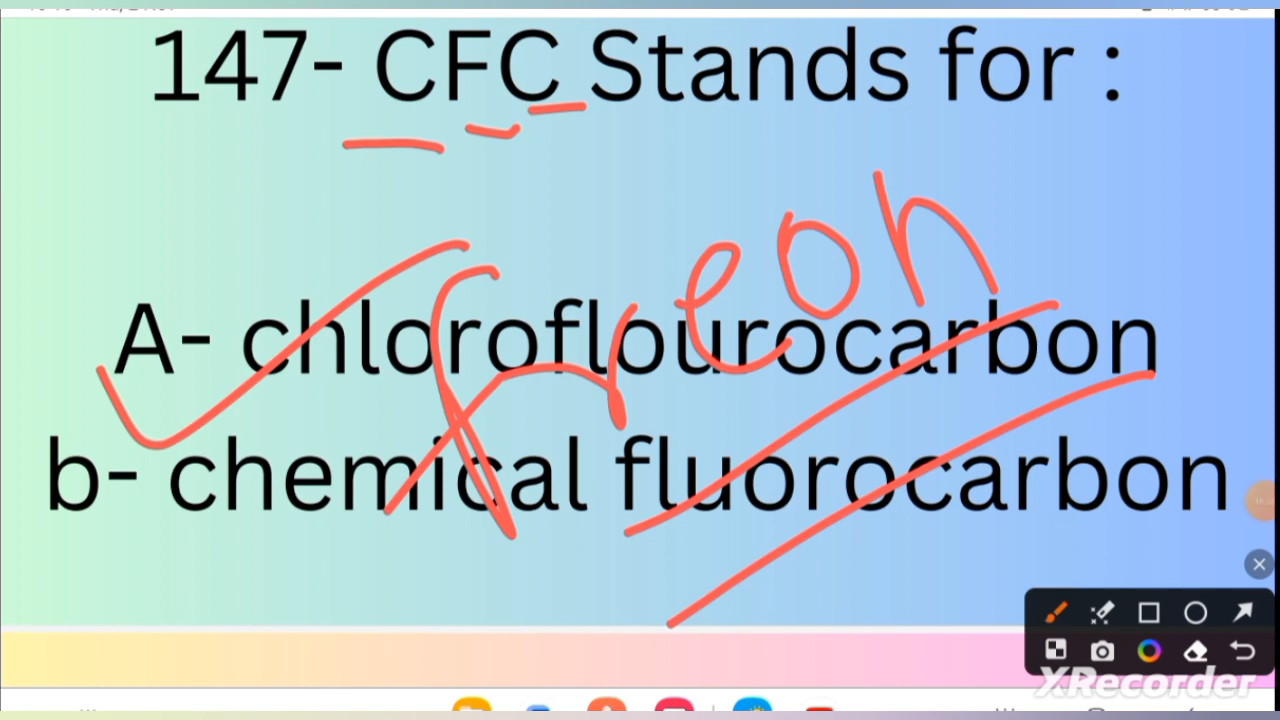 147- CFC Stands for :
freon
A- chloroflourocarbon
b- chemical fluorocarbon
XRecorder